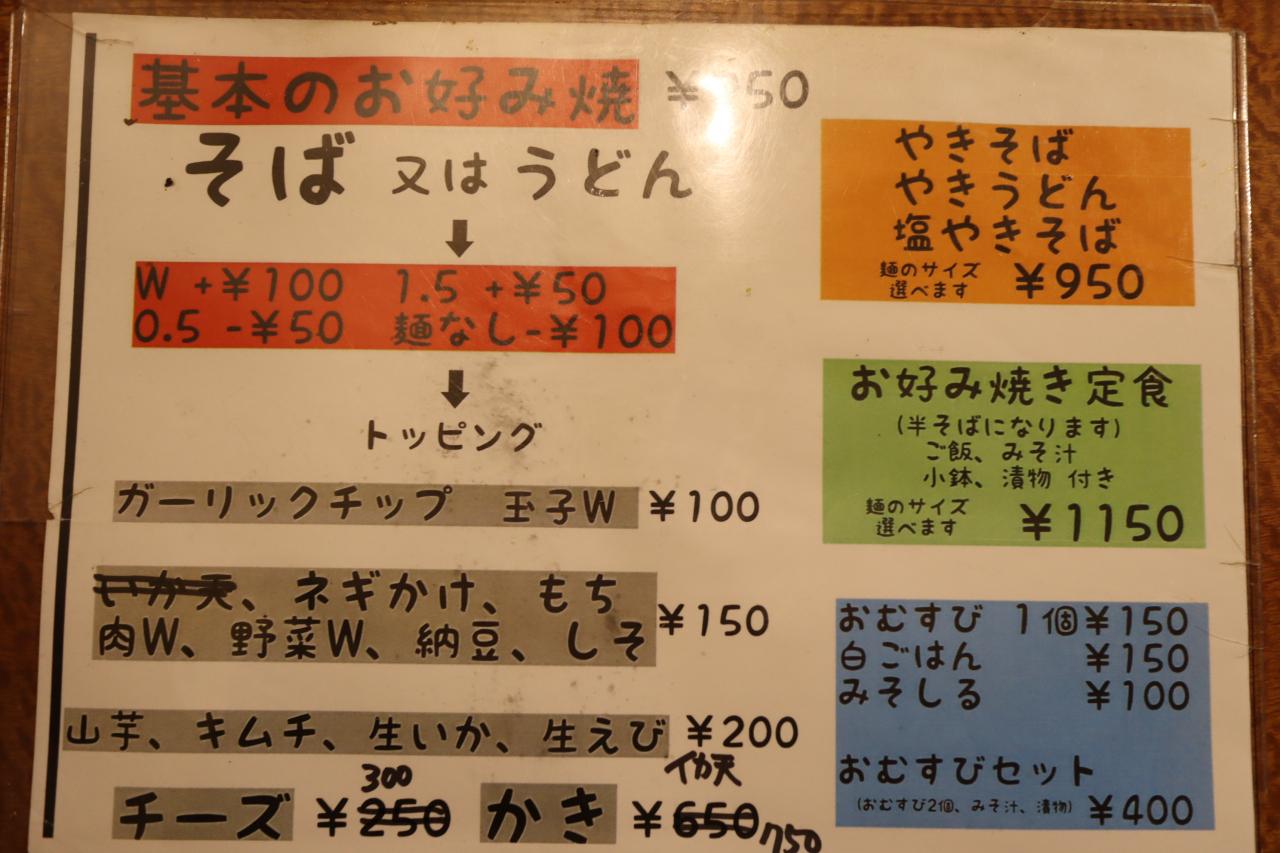 基本のお好み焼
そば 又は うどん
W +¥100 1.5 +¥50
0.5 -¥50 麺なし-¥100
トッピング
ガーリックチップ 玉子W ¥100
いか天、ネギかけ、もち
肉W、野菜W、納豆、しそ ¥150
山芋、キムチ、生いか、生えび ¥200
イカ天
300
チーズ ¥250 かき ¥650 750
やきそば
やきうどん
塩やきそば
麺のサイズ
選べます ¥950
お好み焼き定食
(半そばになります)
ご飯、みそ汁
小鉢、漬物 付き
麺のサイズ
選べます ¥1150
おむすび 1個¥150
白ごはん ¥150
みそしる ¥100
おむすびセット
(おむすび2個、みそ汁、漬物) ¥400